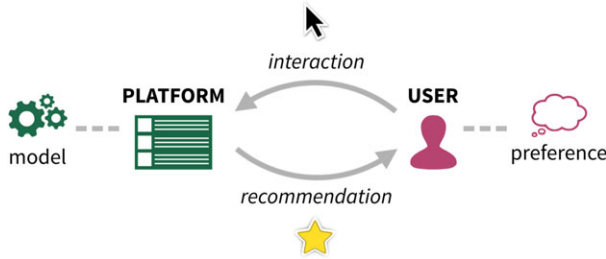 interaction
PLATFORM
USER
model
preference
recommendation